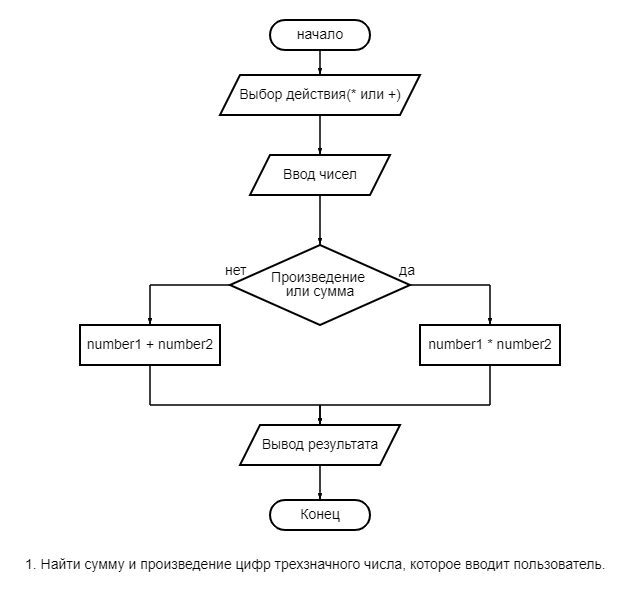 начало
Выбор действия(* или +)
Ввод чисел
нет
Произведение
или сумма
да
number1 + number2
number1 * number2
Вывод результата
Конец
1. Найти сумму и произведение цифр трехзначного числа, которое вводит пользователь.